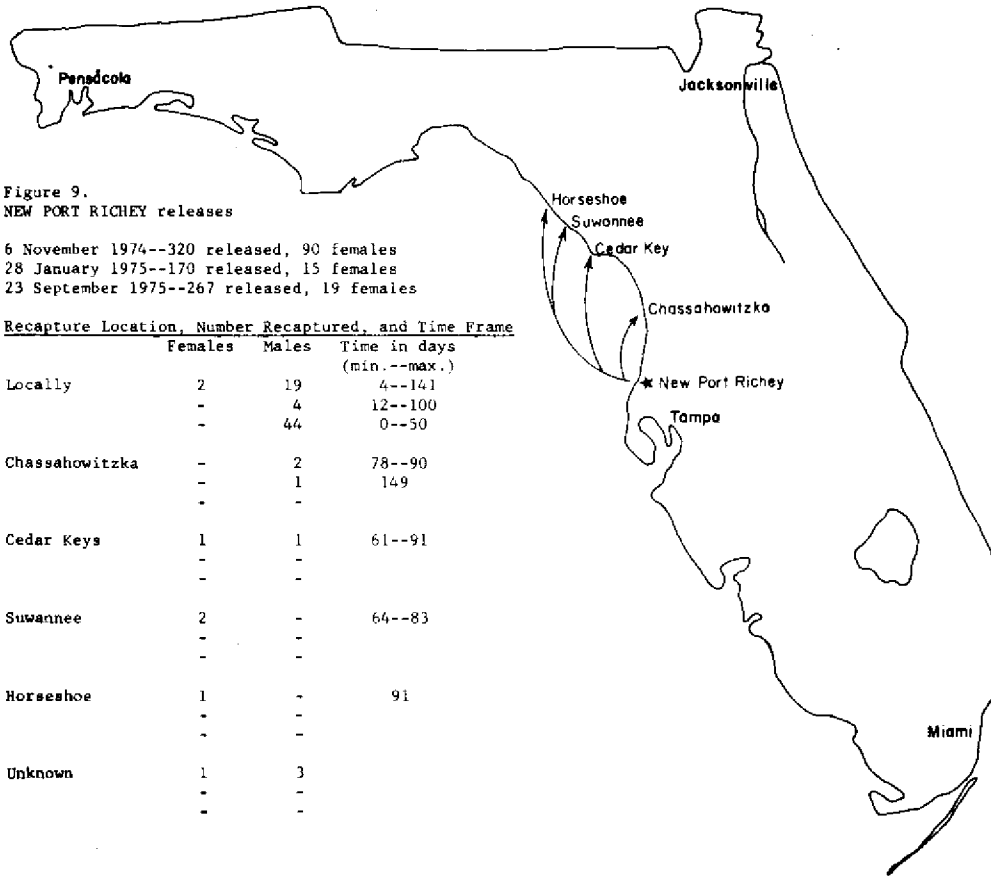 Pensacola
Jacksonville
Figure 9.
NEW PORT RICHEY releases
6 November 1974--320 released, 90 females
28 January 1975--170 released, 15 females
23 September 1975--267 released, 19 females
Horseshoe
Suwannee
Cedar Key
Chassahowitzka
★ New Port Richey
Tampa
Miami
Recapture Location, Number Recaptured, and Time Frame
Females Males Time in days
(min.--max.)
Locally 2 19 4--141
- 4 12--100
- 44 0--50
Chassahowitzka - 2 78--90
- 1 149
- -
Cedar Keys 1 1 61--91
- -
- -
Suwannee 2 - 64--83
- -
- -
Horseshoe 1 - 91
- -
- -
Unknown 1 3
- -
- -